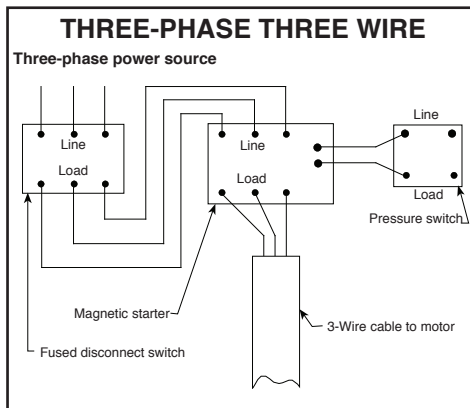 THREE-PHASE THREE WIRE
Three-phase power source
Line
Load
Line
Load
Line
Load
Pressure switch
Magnetic starter
3-Wire cable to motor
Fused disconnect switch